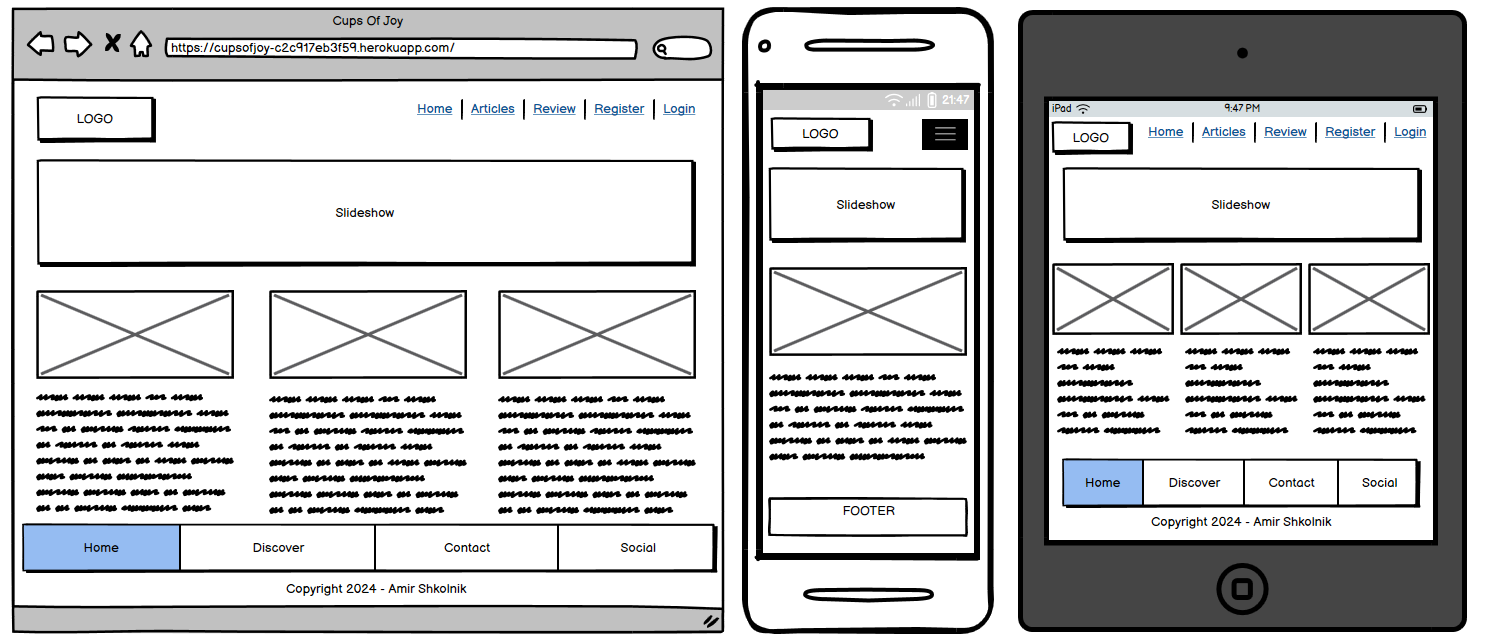 Cups Of Joy
https://cupsofjoy-c2c917eb3f59.herokuapp.com/
LOGO
Home Articles Review Register Login
Slideshow
Home Discover Contact Social
Copyright 2024 - Amir Shkolnik
21:47
LOGO
Slideshow
FOOTER
iPad 9:47 PM
LOGO Home Articles Review Register Login
Slideshow
Home Discover Contact Social
Copyright 2024 - Amir Shkolnik